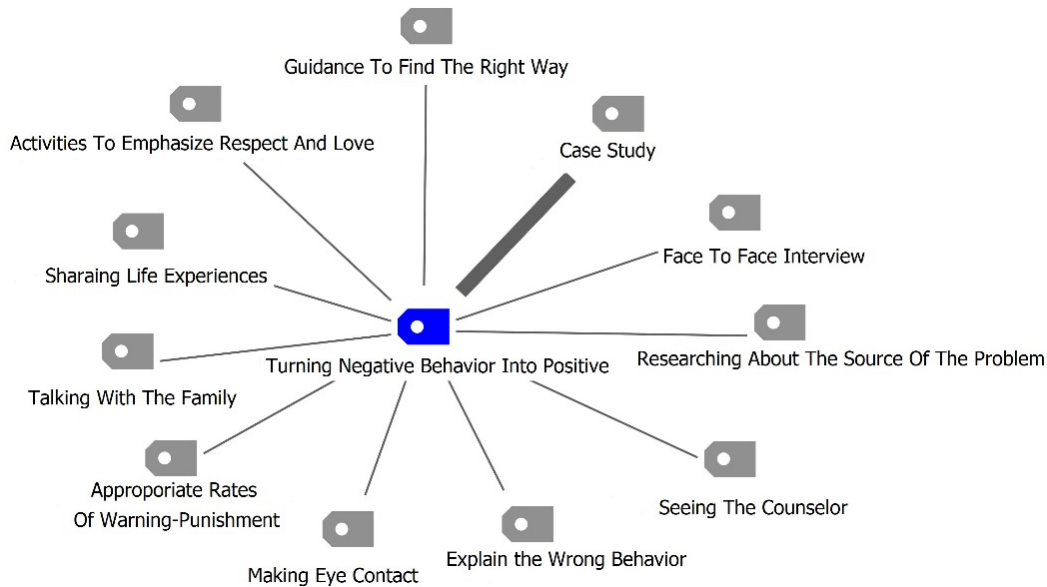 Guidance To Find The Right Way
Activities To Emphasize Respect And Love
Case Study
Face To Face Interview
Sharaing Life Experiences
Researching About The Source Of The Problem
Turning Negative Behavior Into Positive
Talking With The Family
Approporiate Rates
Of Warning-Punishment
Seeing The Counselor
Explain the Wrong Behavior
Making Eye Contact